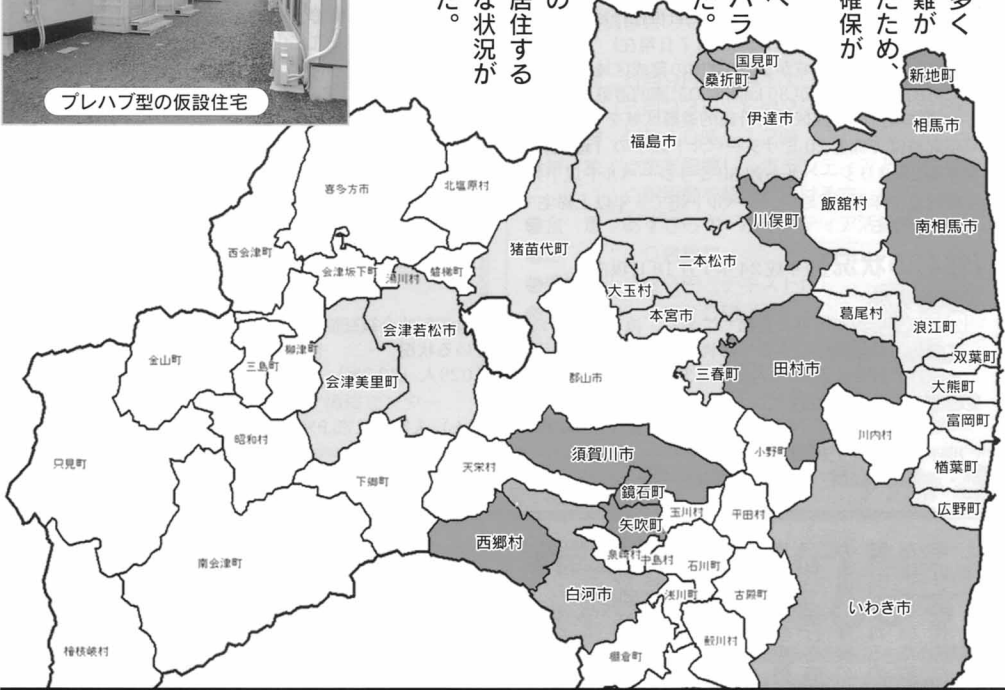 多く
難が
ため、
確保が
ハラ
た。
の
居住する
な状況が
た。
プレハブ型の仮設住宅
国見町
桑折町
新地町
相馬市
伊達市
福島市
飯舘村
川俣町
南相馬市
喜多方市
北塩原村
西会津町
会津坂下町
湯川村
磐梯町
猪苗代町
二本松市
大玉村
本宮市
葛尾村
浪江町
双葉町
大熊町
富岡町
会津若松市
会津美里町
金山町
三島町
柳津町
郡山市
三春町
田村市
川内村
小野町
楢葉町
広野町
只見町
昭和村
下郷町
天栄村
須賀川市
鏡石町
玉川村
平田村
矢吹町
西郷村
泉崎村
中島村
石川町
南会津町
白河市
浅川町
古殿町
いわき市
檜枝岐村
棚倉町
鮫川村